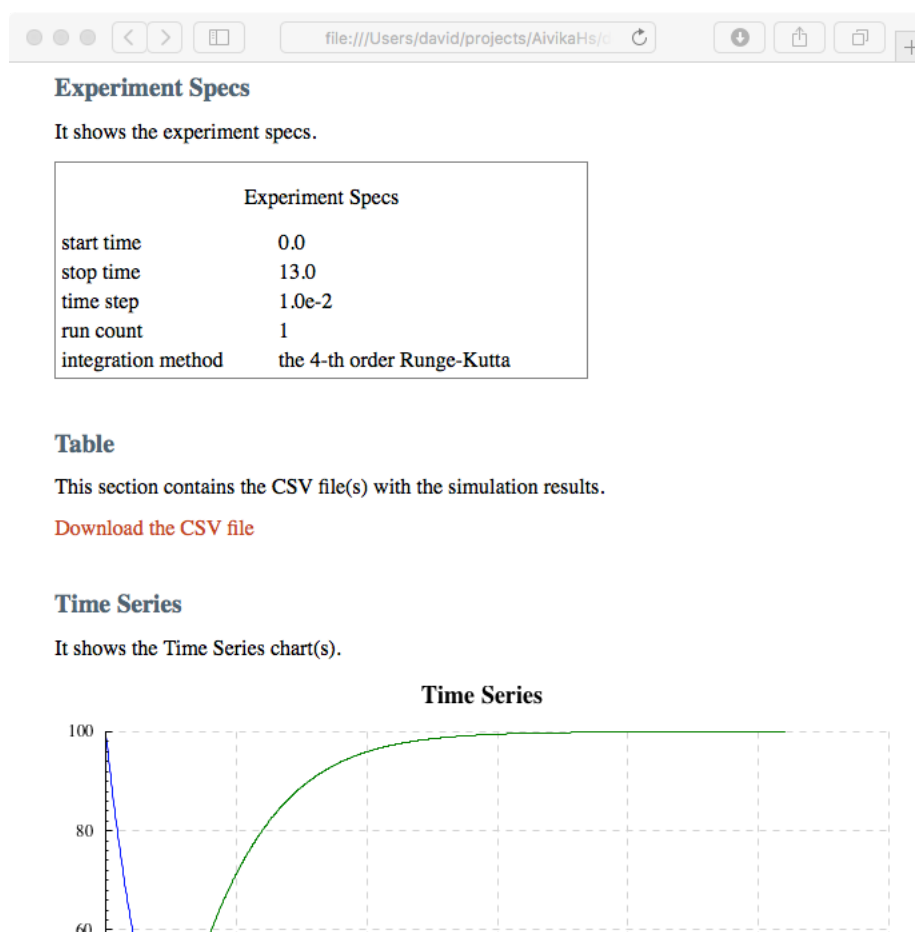 file:///Users/david/projects/AivikaHs/d
Experiment Specs
It shows the experiment specs.
Experiment Specs
start time 0.0
stop time 13.0
time step 1.0e-2
run count 1
integration method the 4-th order Runge-Kutta
Table
This section contains the CSV file(s) with the simulation results.
Download the CSV file
Time Series
It shows the Time Series chart(s).
Time Series
100
80
60